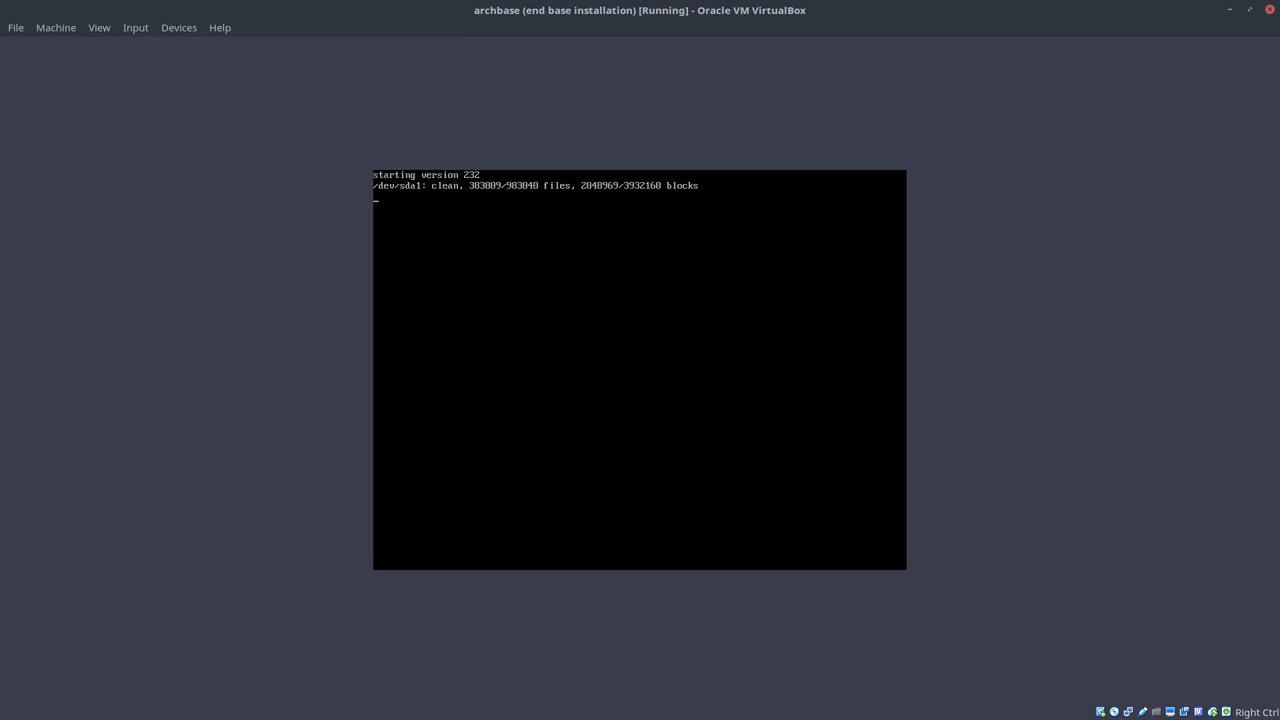 archbase (end base installation) [Running] - Oracle VM VirtualBox
File Machine View Input Devices Help
starting version 232
/dev/sda1: clean, 303809/983040 files, 2048969/3932160 blocks
Right Ctrl